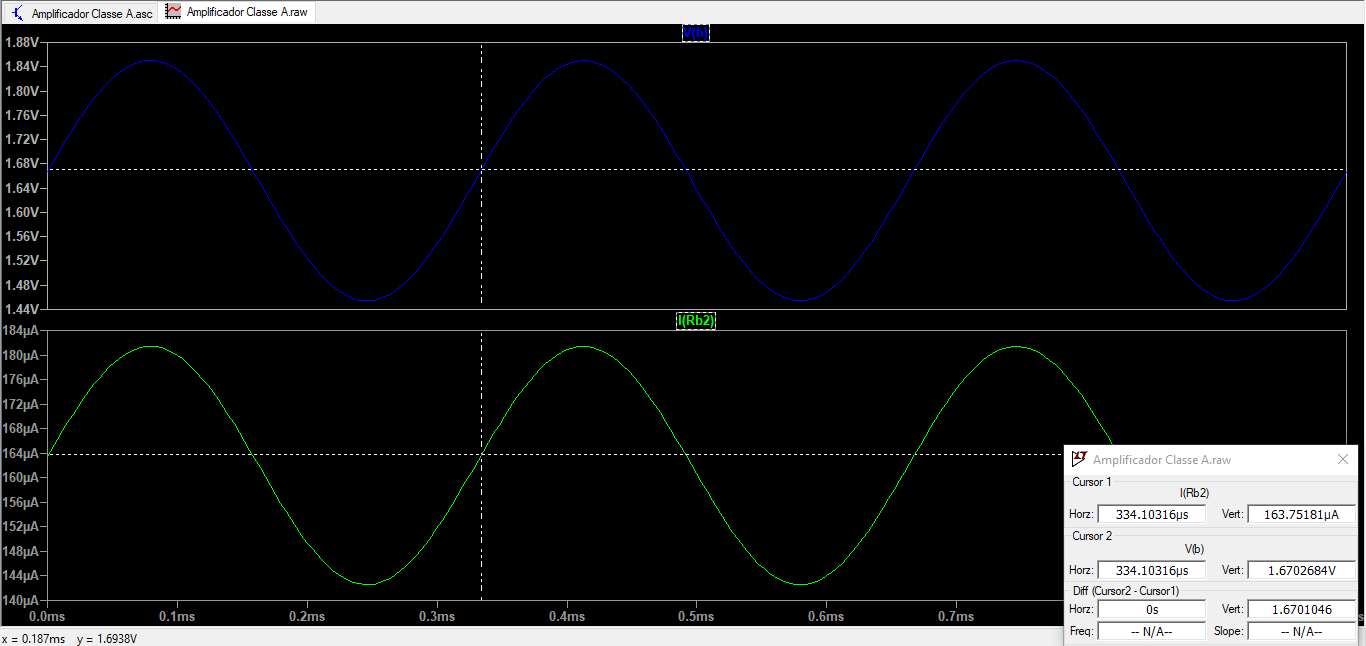 Amplificador Classe A.asc
Amplificador Classe A.raw
V(b)
1.88V
1.84V
1.80V
1.76V
1.72V
1.68V
1.64V
1.60V
1.56V
1.52V
1.48V
1.44V
I(Rb2)
184µA
180µA
176µA
172µA
168µA
164µA
160µA
156µA
152µA
148µA
144µA
140µA
0.0ms 0.1ms 0.2ms 0.3ms 0.4ms 0.5ms 0.6ms 0.7ms
Amplificador Classe A.raw
Cursor 1
I(Rb2)
Horz: 334.10316µs Vert: 163.75181µA
Cursor 2
V(b)
Horz: 334.10316µs Vert: 1.6702684V
Diff (Cursor2 - Cursor1)
Horz: 0s Vert: 1.6701046
Freq: -- N/A-- Slope: -- N/A--
x = 0.187ms y = 1.6938V